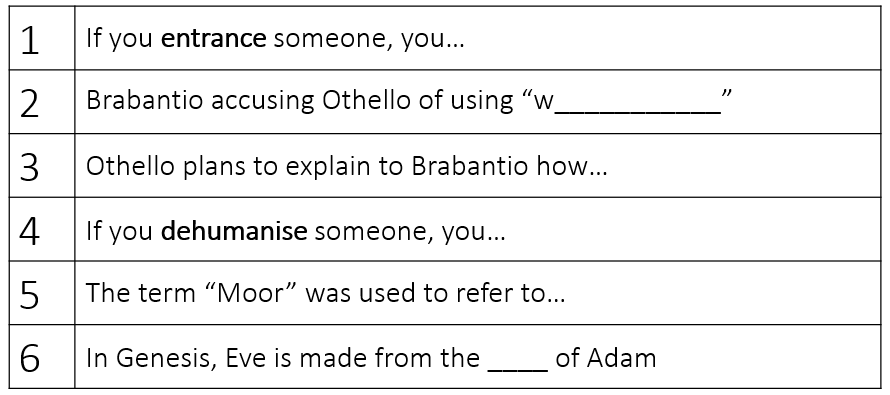 1 If you entrance someone, you...
2 Brabantio accusing Othello of using “w___________”
3 Othello plans to explain to Brabantio how...
4 If you dehumanise someone, you...
5 The term “Moor” was used to refer to...
6 In Genesis, Eve is made from the ____ of Adam